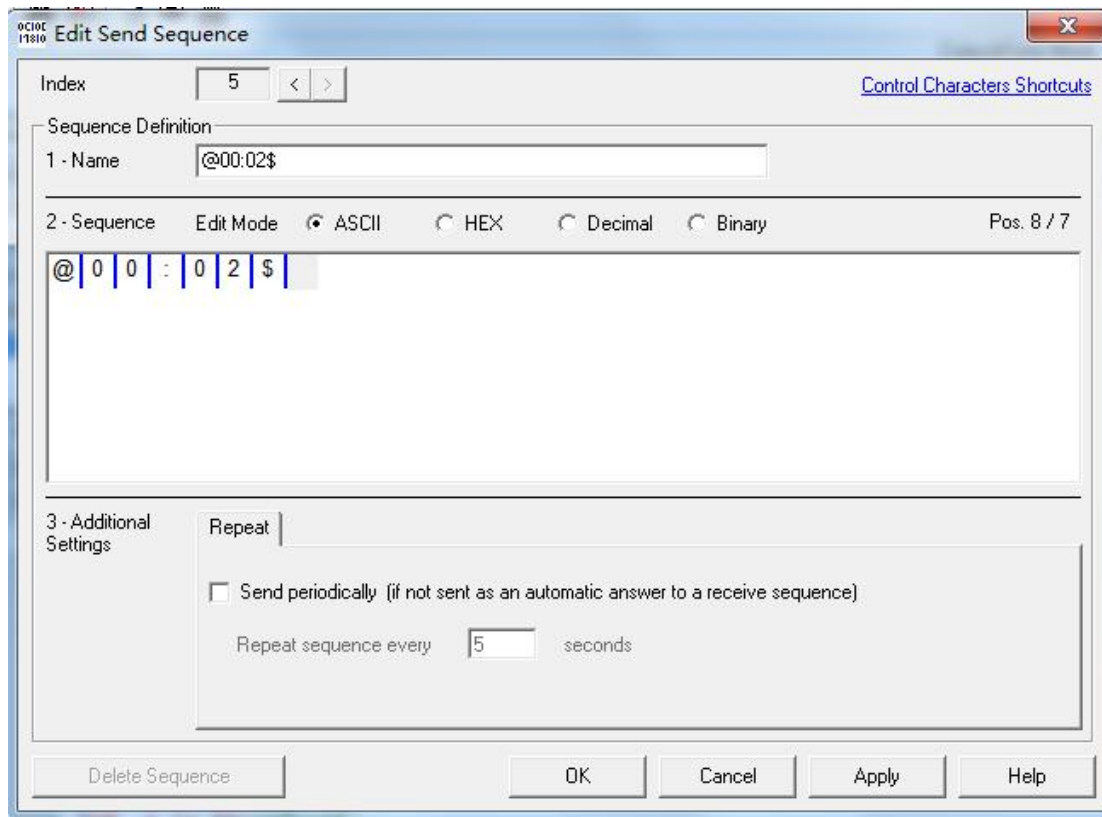 Edit Send Sequence
Index 5 < > Control Characters Shortcuts
Sequence Definition
1 - Name @00:02$
2 - Sequence Edit Mode ASCII HEX Decimal Binary Pos. 8 / 7
@ 0 0 : 0 2 $
3 - Additional
Settings
Repeat
Send periodically (if not sent as an automatic answer to a receive sequence)
Repeat sequence every 5 seconds
Delete Sequence OK Cancel Apply Help